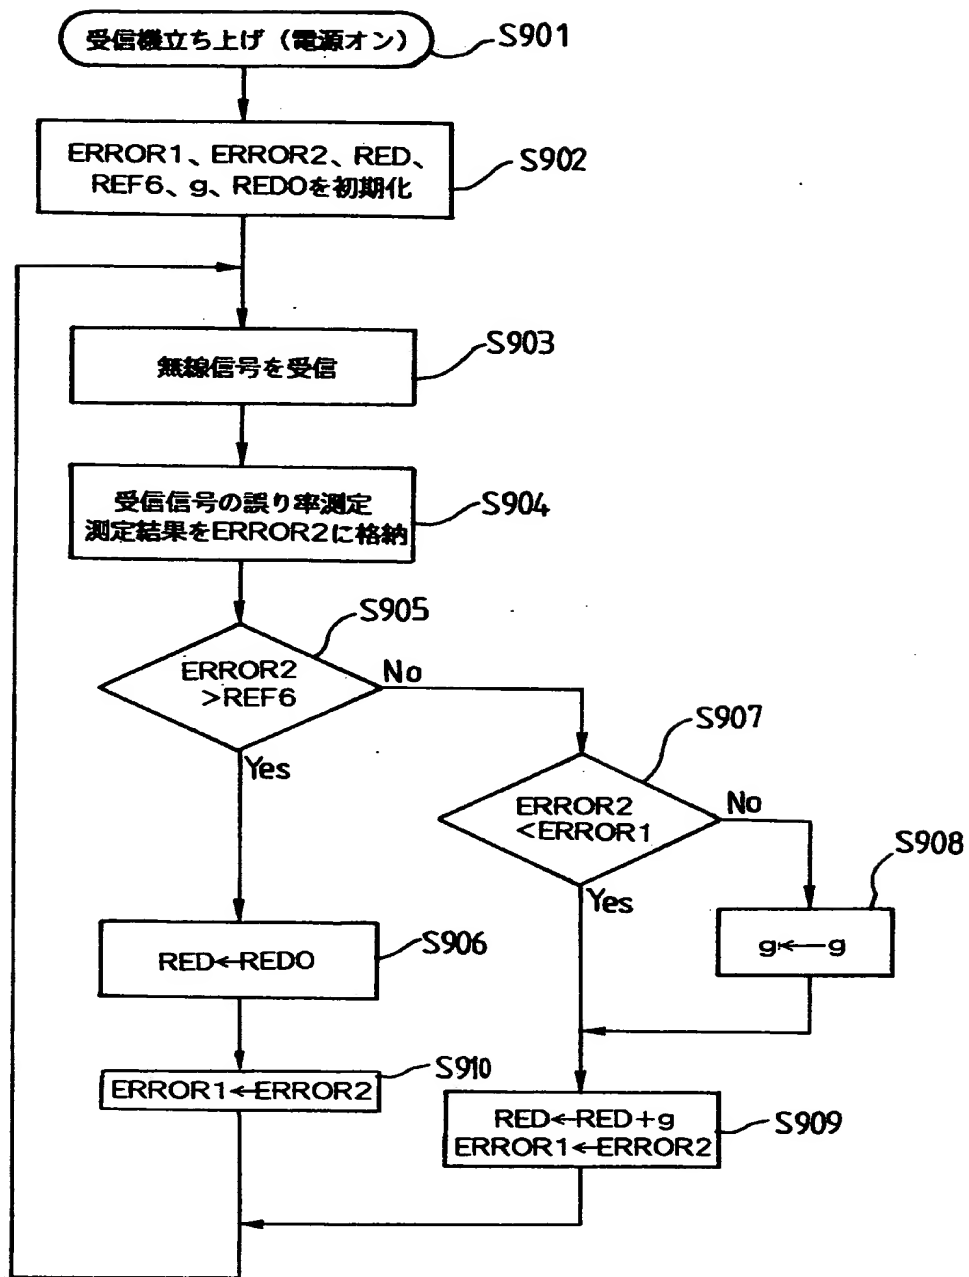 受信機立ち上げ（電源オン）
S901
ERROR1、ERROR2、RED、
REF6、g、RED0を初期化
S902
無線信号を受信
S903
受信信号の誤り率測定
測定結果をERROR2に格納
S904
ERROR2
>REF6
S905
No
Yes
ERROR2
<ERROR1
S907
No
Yes
g←−g
S908
RED←RED0
S906
ERROR1←ERROR2
S910
RED←RED+g
ERROR1←ERROR2
S909